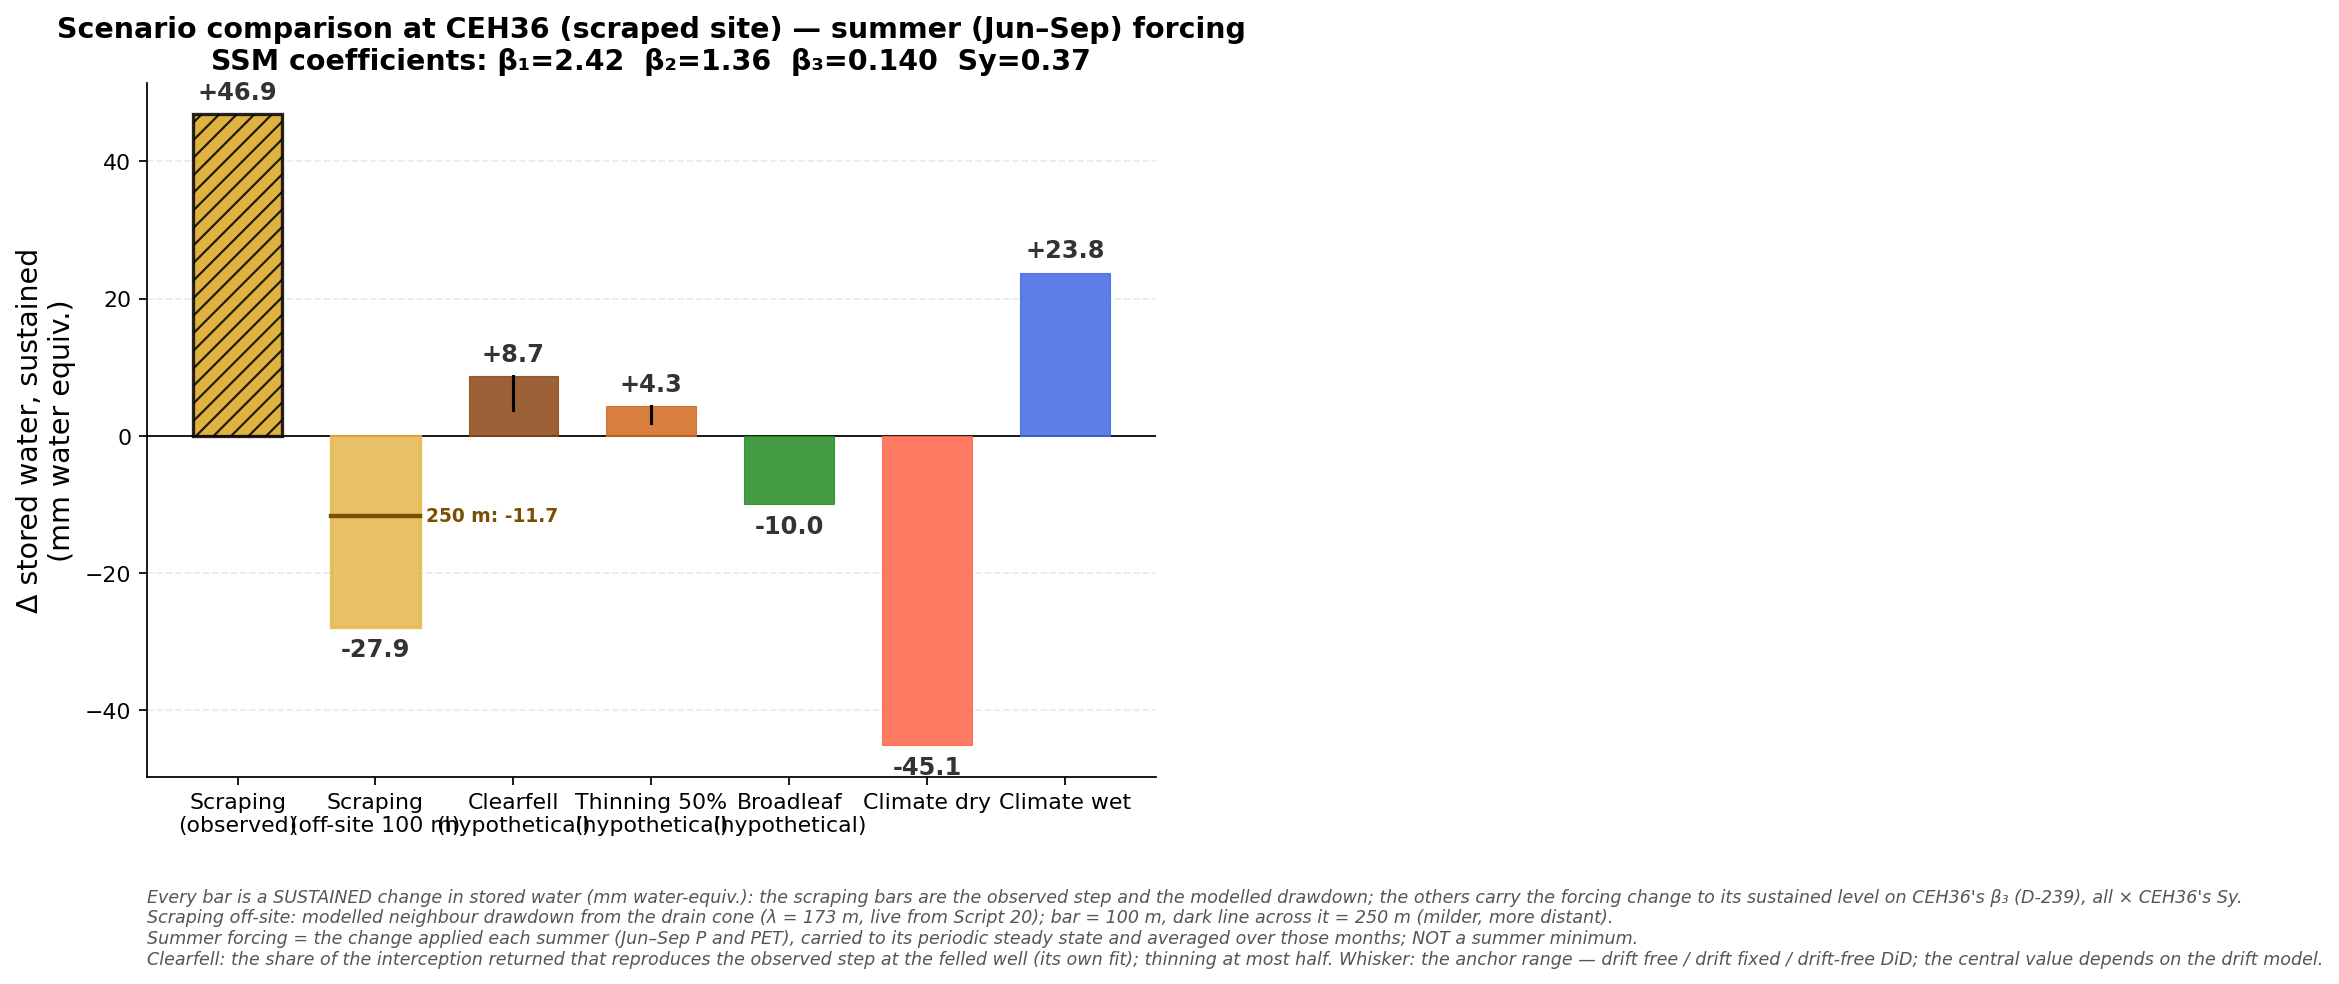 Scenario comparison at CEH36 (scraped site) — summer (Jun–Sep) forcing
SSM coefficients: β₁=2.42  β₂=1.36  β₃=0.140  Sy=0.37
Δ stored water, sustained
(mm water equiv.)
40
20
0
−20
−40
+46.9
-27.9
250 m: -11.7
+8.7
+4.3
-10.0
-45.1
+23.8
Scraping
(observed)
Scraping
(off-site 100 m)
Clearfell
(hypothetical)
Thinning 50%
(hypothetical)
Broadleaf
(hypothetical)
Climate dry
Climate wet
Every bar is a SUSTAINED change in stored water (mm water-equiv.): the scraping bars are the observed step and the modelled drawdown; the others carry the forcing change to its sustained level on CEH36's β₃ (D-239), all × CEH36's Sy.
Scraping off-site: modelled neighbour drawdown from the drain cone (λ = 173 m, live from Script 20); bar = 100 m, dark line across it = 250 m (milder, more distant).
Summer forcing = the change applied each summer (Jun–Sep P and PET), carried to its periodic steady state and averaged over those months; NOT a summer minimum.
Clearfell: the share of the interception returned that reproduces the observed step at the felled well (its own fit); thinning at most half. Whisker: the anchor range — drift free / drift fixed / drift-free DiD; the central value depends on the drift model.